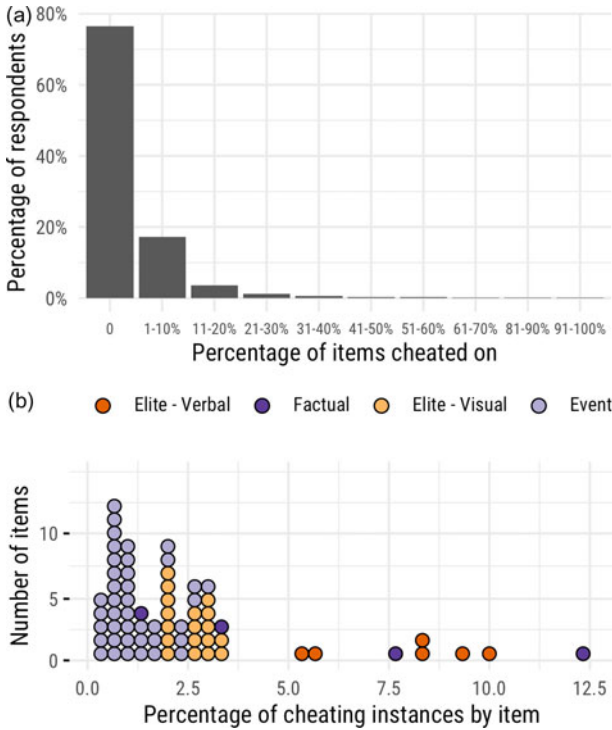 (a)
80%
60%
40%
20%
0%
Percentage of respondents
0 1-10% 11-20% 21-30% 31-40% 41-50% 51-60% 61-70% 81-90% 91-100%
Percentage of items cheated on
(b)
Elite - Verbal Factual Elite - Visual Event
10
5
0
Number of items
0.0 2.5 5.0 7.5 10.0 12.5
Percentage of cheating instances by item